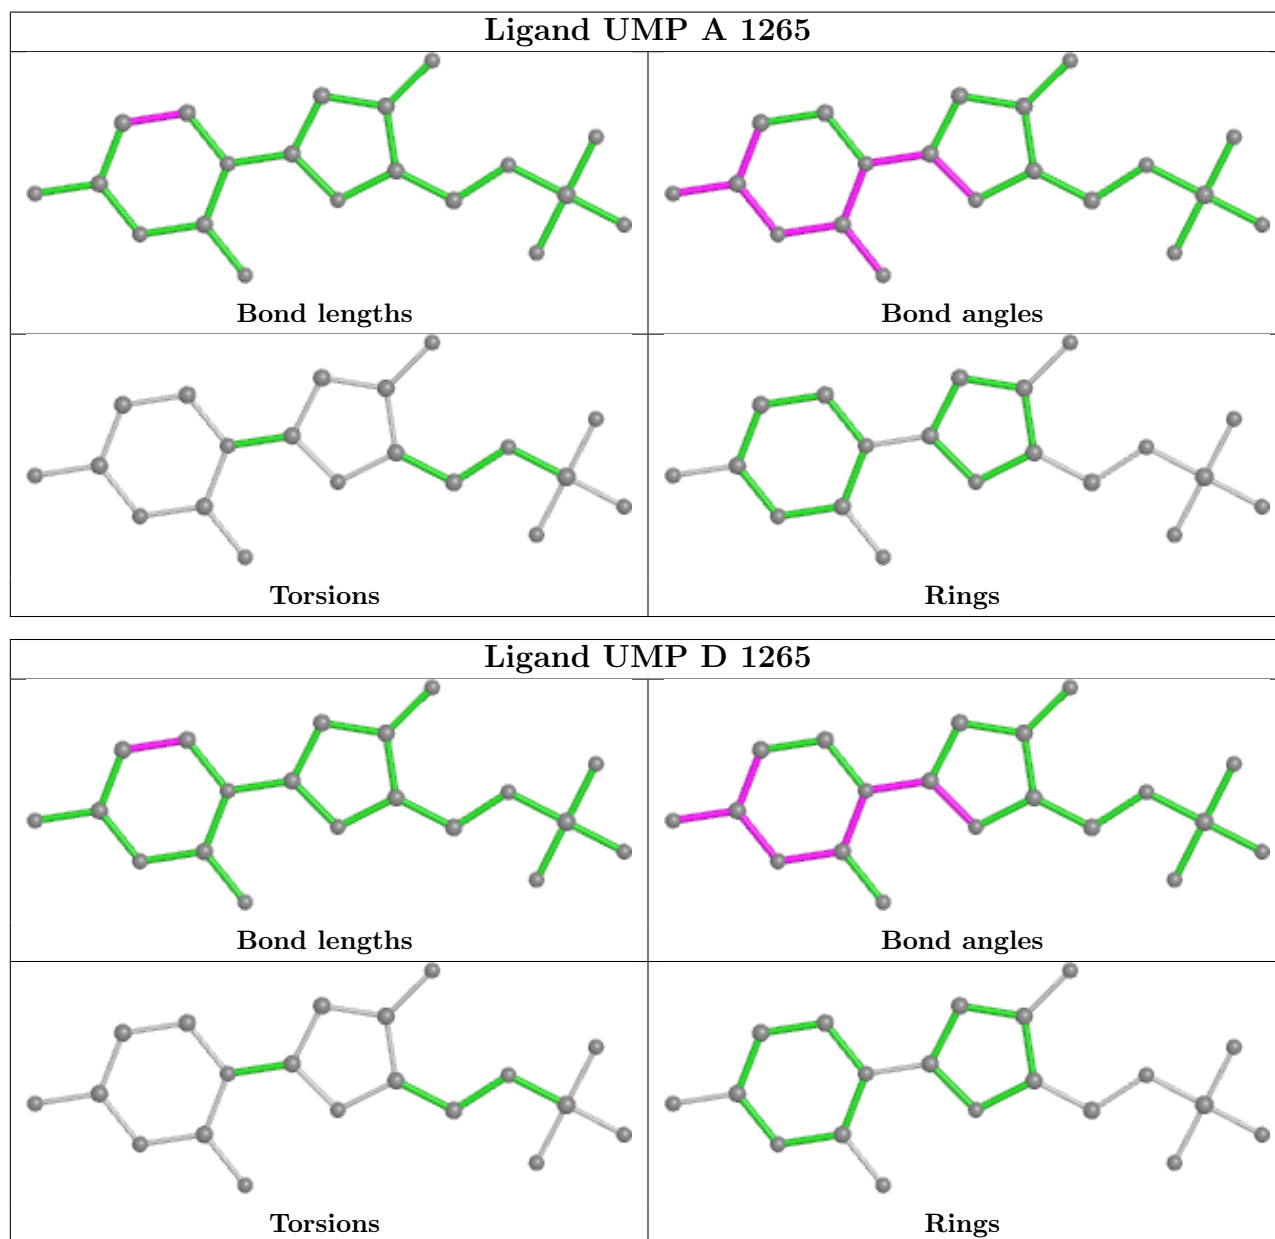 Ligand UMP A 1265
Bond lengths
Bond angles
Torsions
Rings
Ligand UMP D 1265
Bond lengths
Bond angles
Torsions
Rings